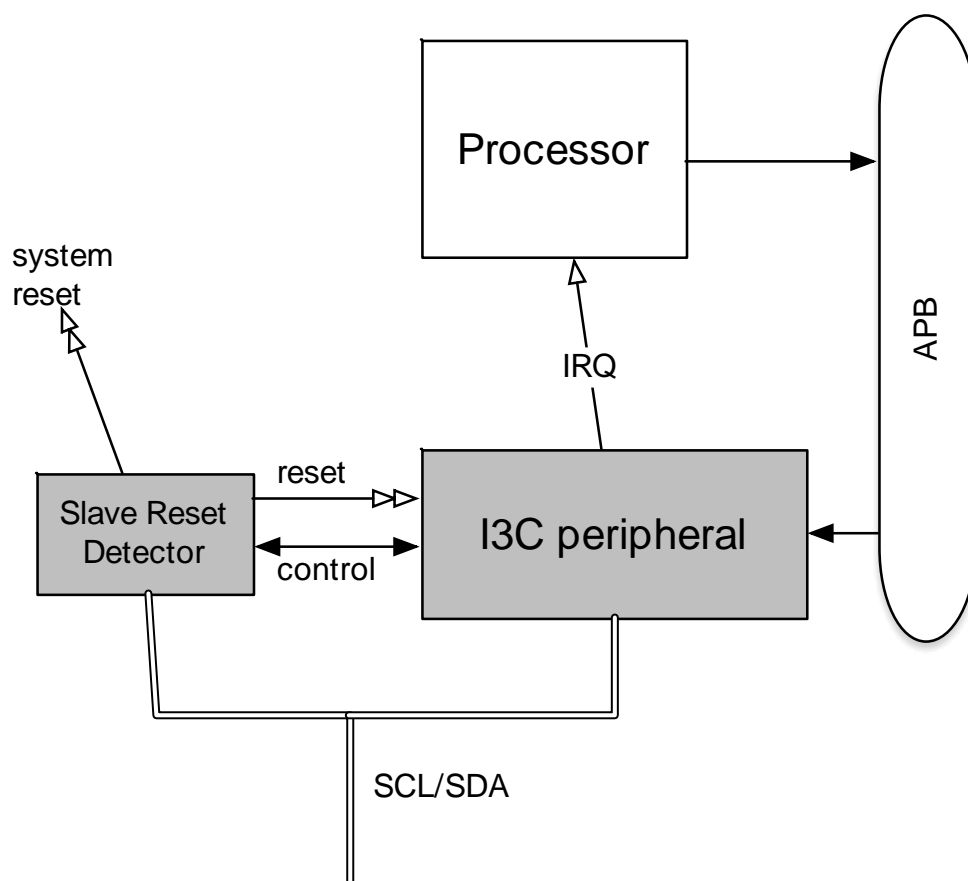 Processor
system
reset
APB
IRQ
reset
Slave Reset
Detector
I3C peripheral
control
SCL/SDA